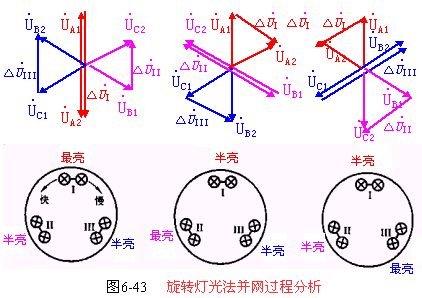 U̇B2 U̇A1 U̇C2
△U̇III △U̇II
△U̇I
U̇C1 U̇A2 U̇B1
△U̇I
U̇C2 U̇A1
△U̇II U̇A2
U̇C1 U̇B1
△U̇III
U̇B2
△U̇I U̇A1
U̇B2
U̇A2
U̇C1 U̇B1
△U̇III △U̇II
U̇C2
最亮 半亮 半亮
快 I 慢
II III
半亮 半亮
I
II III
最亮 半亮
I
II III
半亮 最亮
图6-43 旋转灯光法并网过程分析